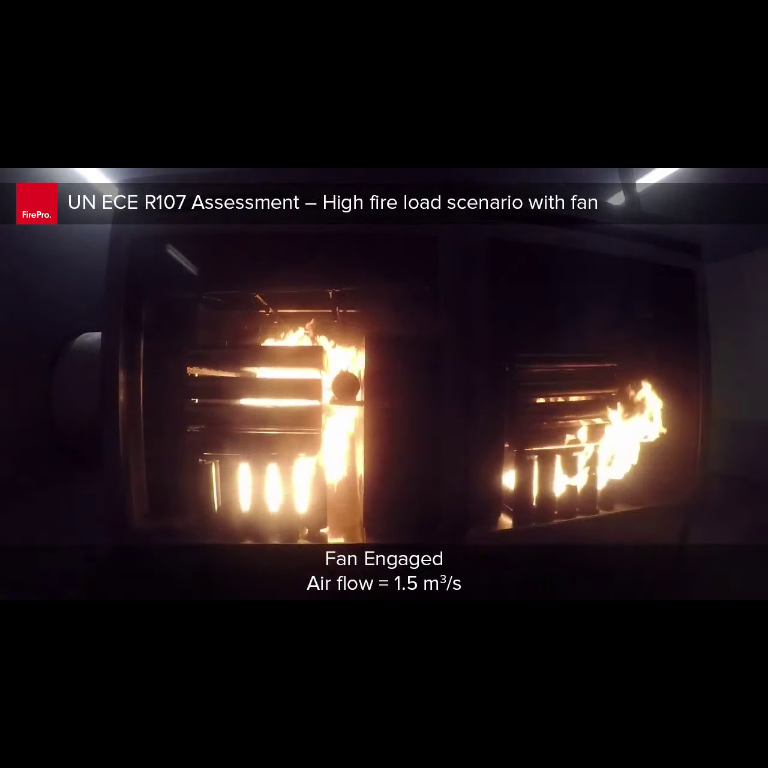 UN ECE R107 Assessment – High fire load scenario with fan
FirePro.
Fan Engaged
Air flow = 1.5 m³/s